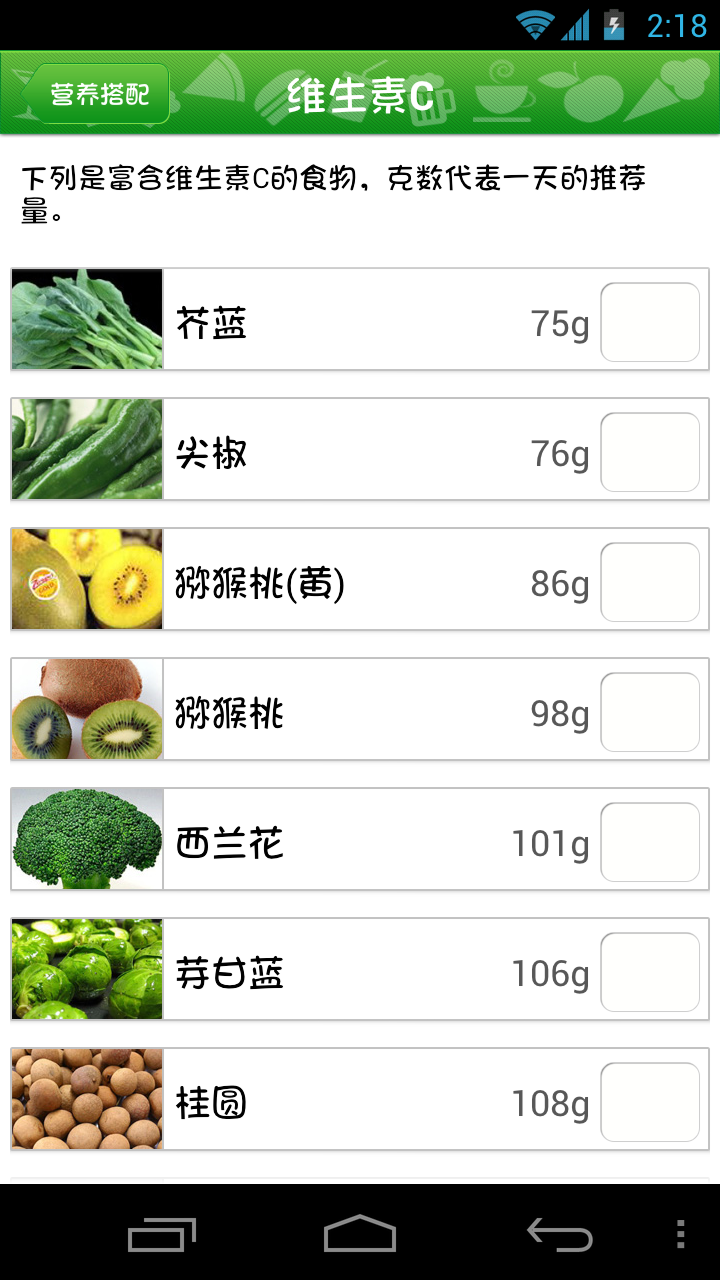 2:18
营养搭配
维生素C
下列是富含维生素C的食物，克数代表一天的推荐
量。
芥蓝
75g
尖椒
76g
猕猴桃(黄)
86g
猕猴桃
98g
西兰花
101g
芽甘蓝
106g
桂圆
108g